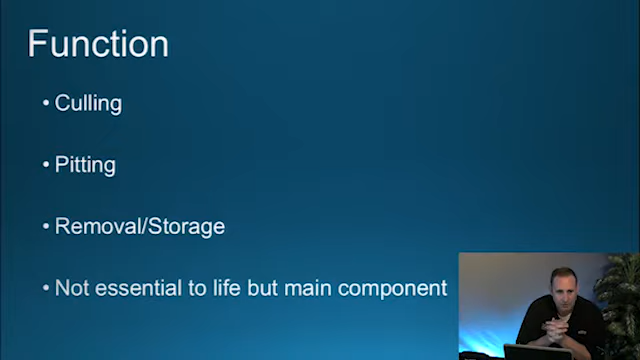 Function
• Culling
• Pitting
• Removal/Storage
• Not essential to life but main component